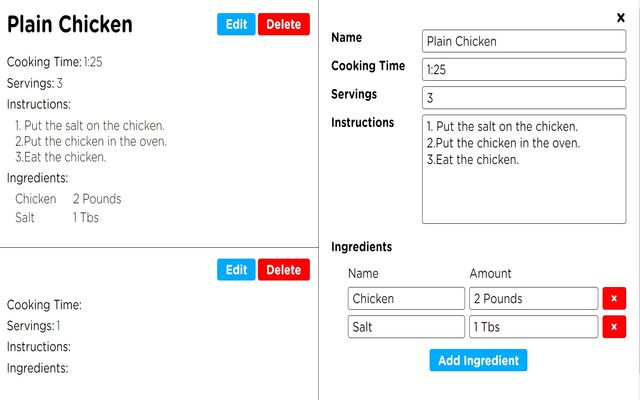 Plain Chicken
Edit Delete
Cooking Time: 1:25
Servings: 3
Instructions:
1. Put the salt on the chicken.
2.Put the chicken in the oven.
3.Eat the chicken.
Ingredients:
Chicken 2 Pounds
Salt 1 Tbs
Edit Delete
Cooking Time:
Servings: 1
Instructions:
Ingredients:
x
Name Plain Chicken
Cooking Time 1:25
Servings 3
Instructions 1. Put the salt on the chicken.
2.Put the chicken in the oven.
3.Eat the chicken.
Ingredients
Name Amount
Chicken 2 Pounds x
Salt 1 Tbs x
Add Ingredient